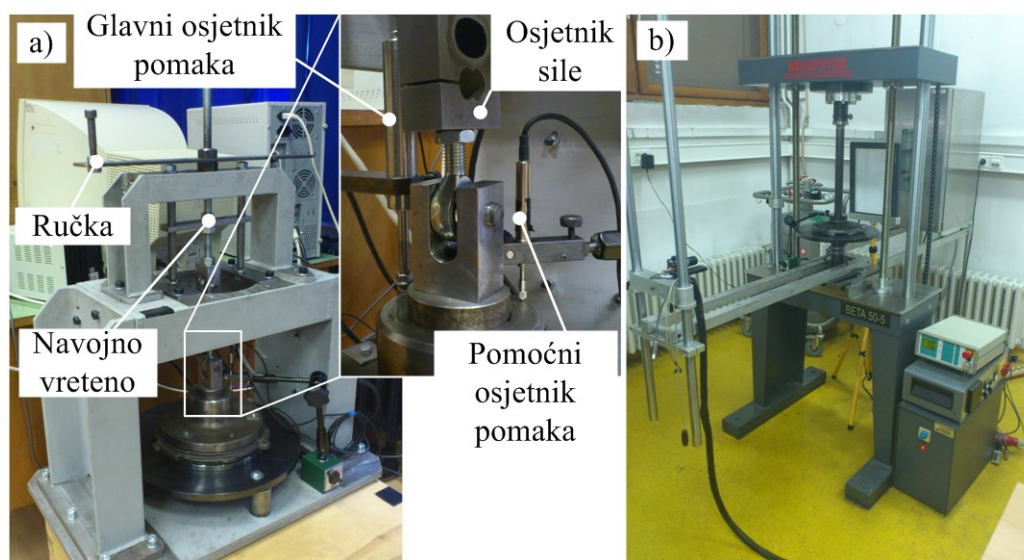 a)
Glavni osjetnik
pomaka
Osjetnik
sile
b)
Ručka
Navojno
vreteno
Pomoćni
osjetnik
pomaka
BETA 50-5